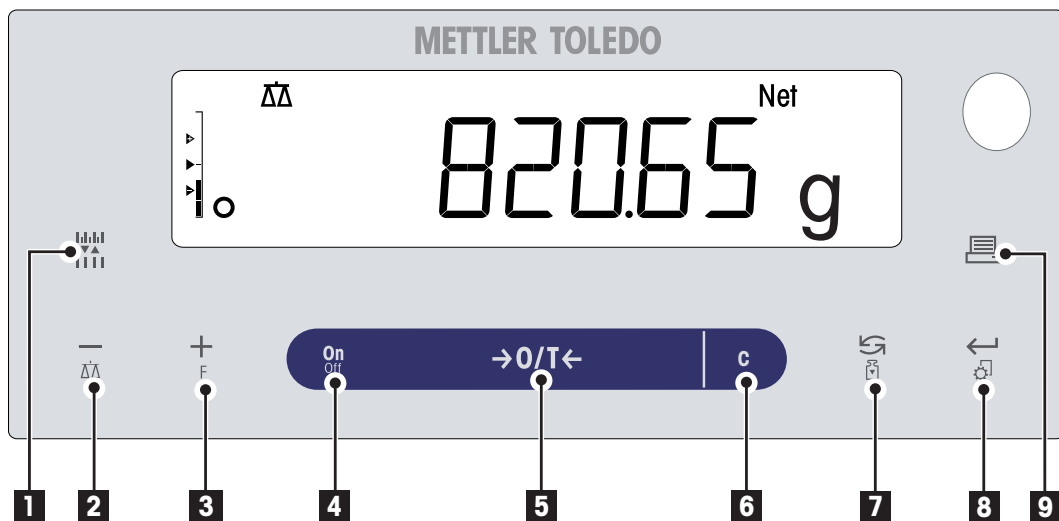 METTLER TOLEDO
Net
820.65 g
F
On
Off
→0/T←
C
1 2 3 4 5 6 7 8 9